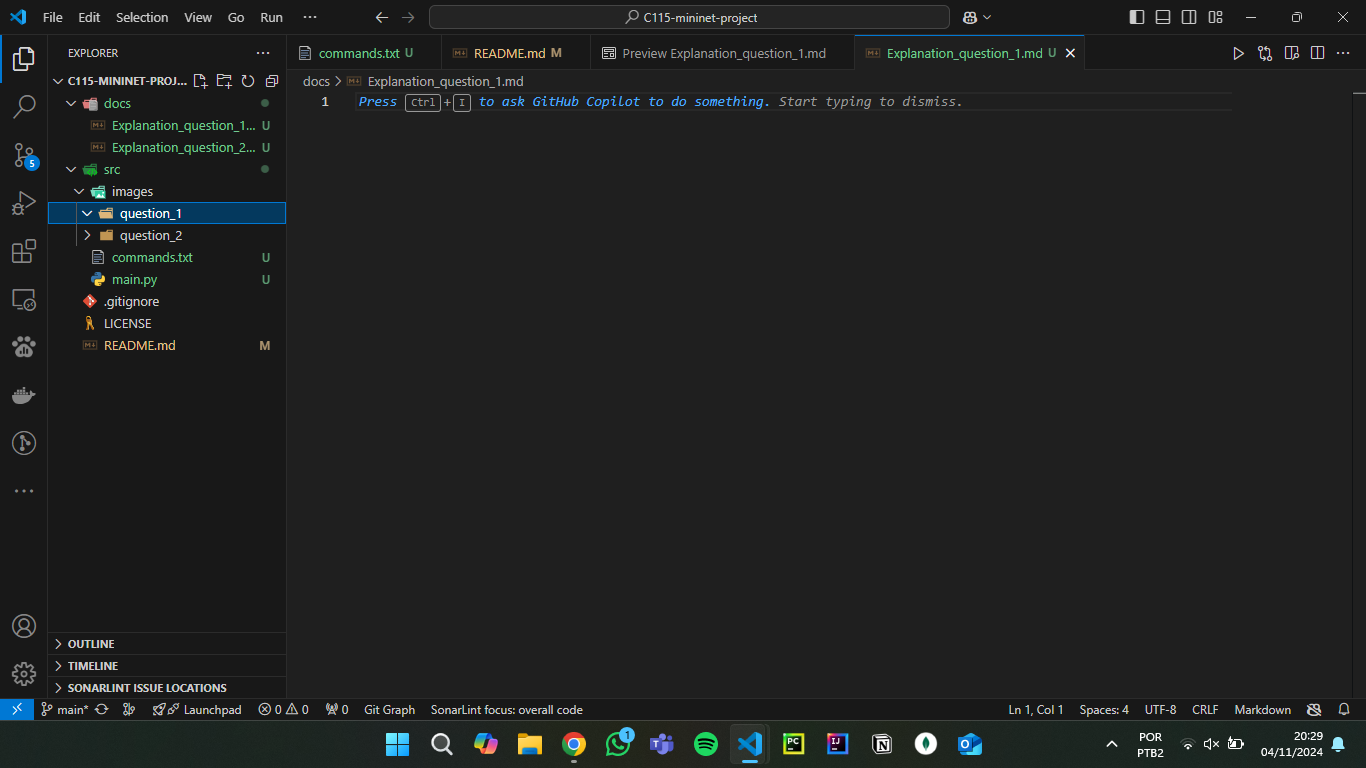 File Edit Selection View Go Run ··· C115-mininet-project
EXPLORER ···
C115-MININET-PROJ...
docs
Explanation_question_1... U
Explanation_question_2... U
src
images
question_1
question_2
commands.txt U
main.py U
.gitignore
LICENSE
README.md M
OUTLINE
TIMELINE
SONARLINT ISSUE LOCATIONS
5
commands.txt U README.md M Preview Explanation_question_1.md Explanation_question_1.md U
docs > Explanation_question_1.md
1 Press Ctrl + I to ask GitHub Copilot to do something. Start typing to dismiss.
main* Launchpad 0 0 0 Git Graph SonarLint focus: overall code Ln 1, Col 1 Spaces: 4 UTF-8 CRLF Markdown
1
PC
IJ
N
POR
PTB2
20:29
04/11/2024